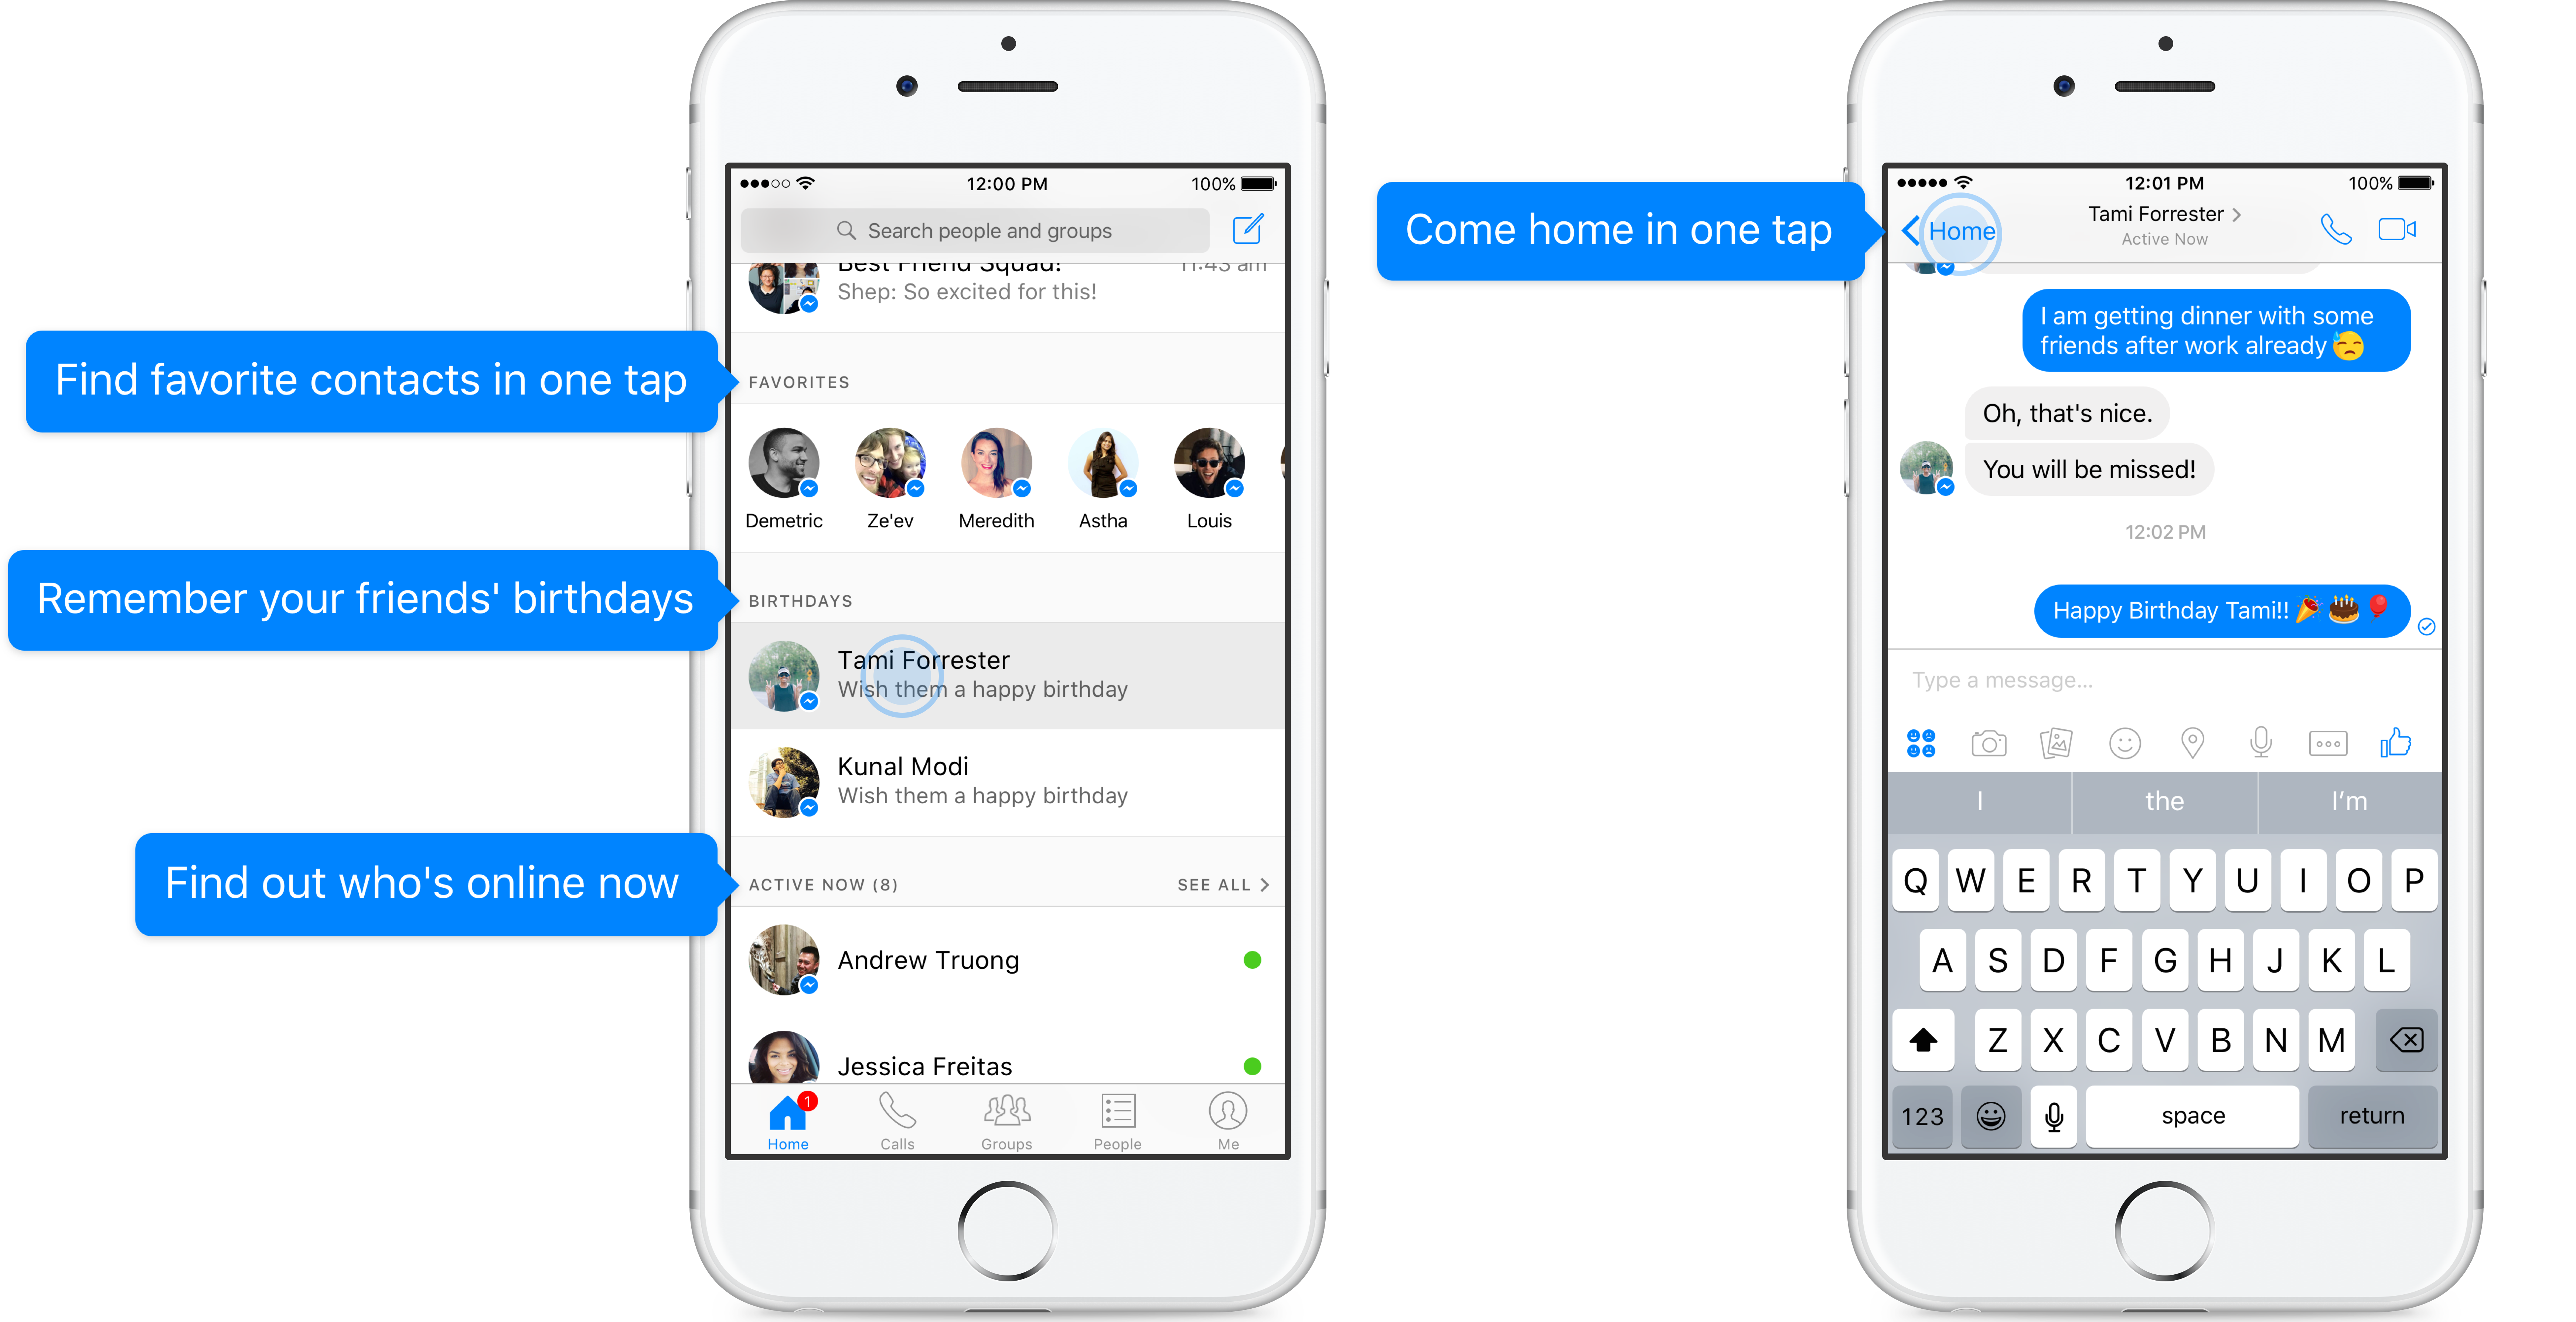 12:00 PM
100%
Search people and groups
Best Friend Squad!
11:43 am
Shep: So excited for this!
Find favorite contacts in one tap
FAVORITES
Demetric
Ze'ev
Meredith
Astha
Louis
Remember your friends' birthdays
BIRTHDAYS
Tami Forrester
Wish them a happy birthday
Kunal Modi
Wish them a happy birthday
Find out who's online now
ACTIVE NOW (8)
SEE ALL
Andrew Truong
Jessica Freitas
1
Home
Calls
Groups
People
Me
Come home in one tap
12:01 PM
100%
Home
Tami Forrester
Active Now
I am getting dinner with some
friends after work already
Oh, that's nice.
You will be missed!
12:02 PM
Happy Birthday Tami!!
Type a message...
I
the
I’m
Q W E R T Y U I O P
A S D F G H J K L
Z X C V B N M
123
space
return